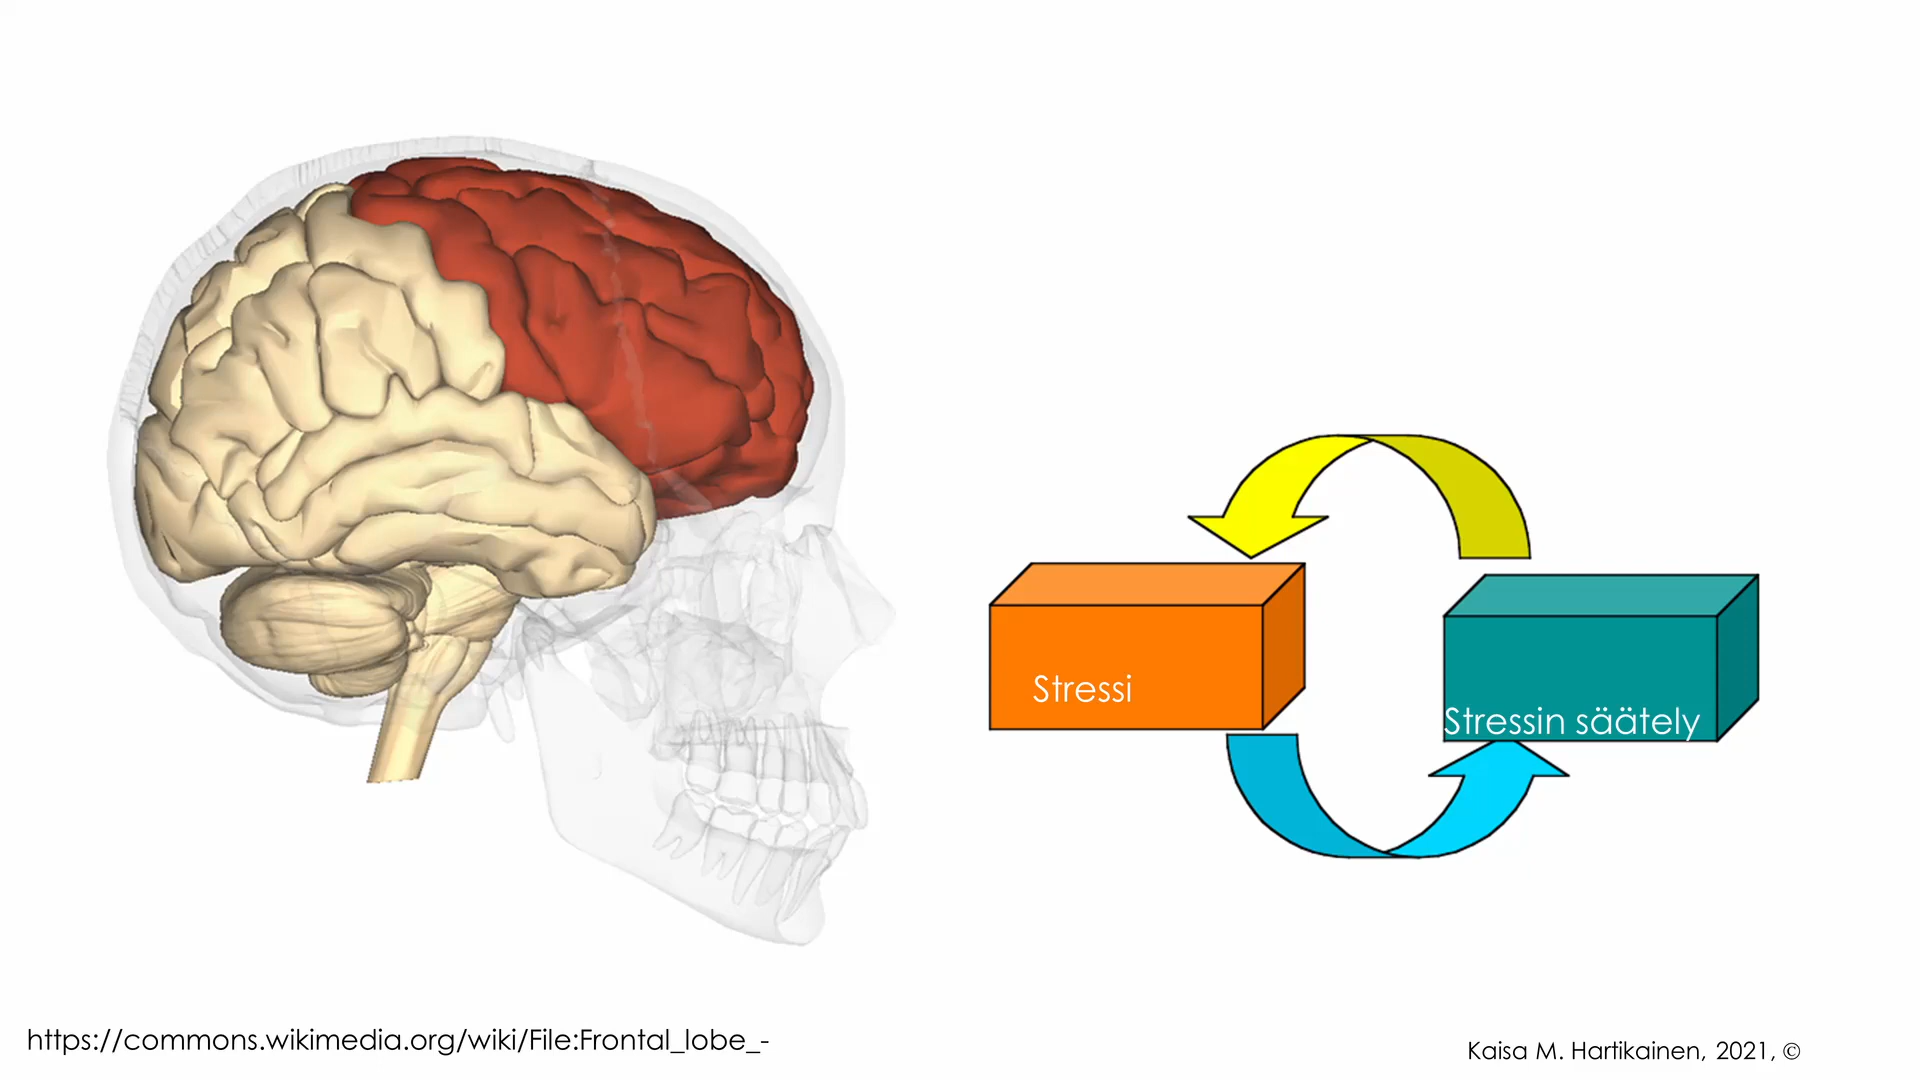 Stressi
Stressin säätely
https://commons.wikimedia.org/wiki/File:Frontal_lobe_-
Kaisa M. Hartikainen, 2021, ©